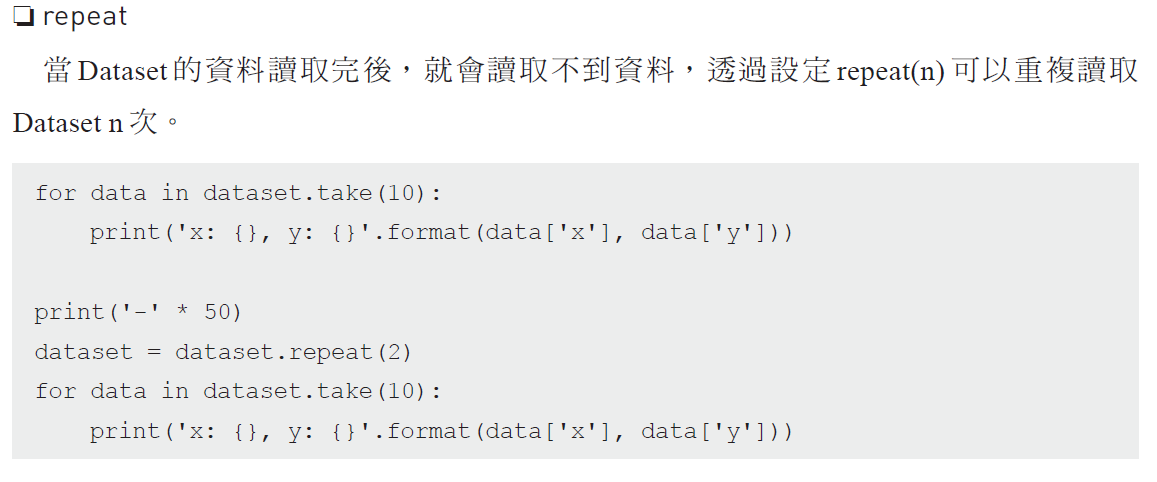 ❏ repeat
當 Dataset 的資料讀取完後，就會讀取不到資料，透過設定 repeat(n) 可以重複讀取
Dataset n 次。
for data in dataset.take(10):
    print('x: {}, y: {}'.format(data['x'], data['y']))

print('-' * 50)
dataset = dataset.repeat(2)
for data in dataset.take(10):
    print('x: {}, y: {}'.format(data['x'], data['y']))